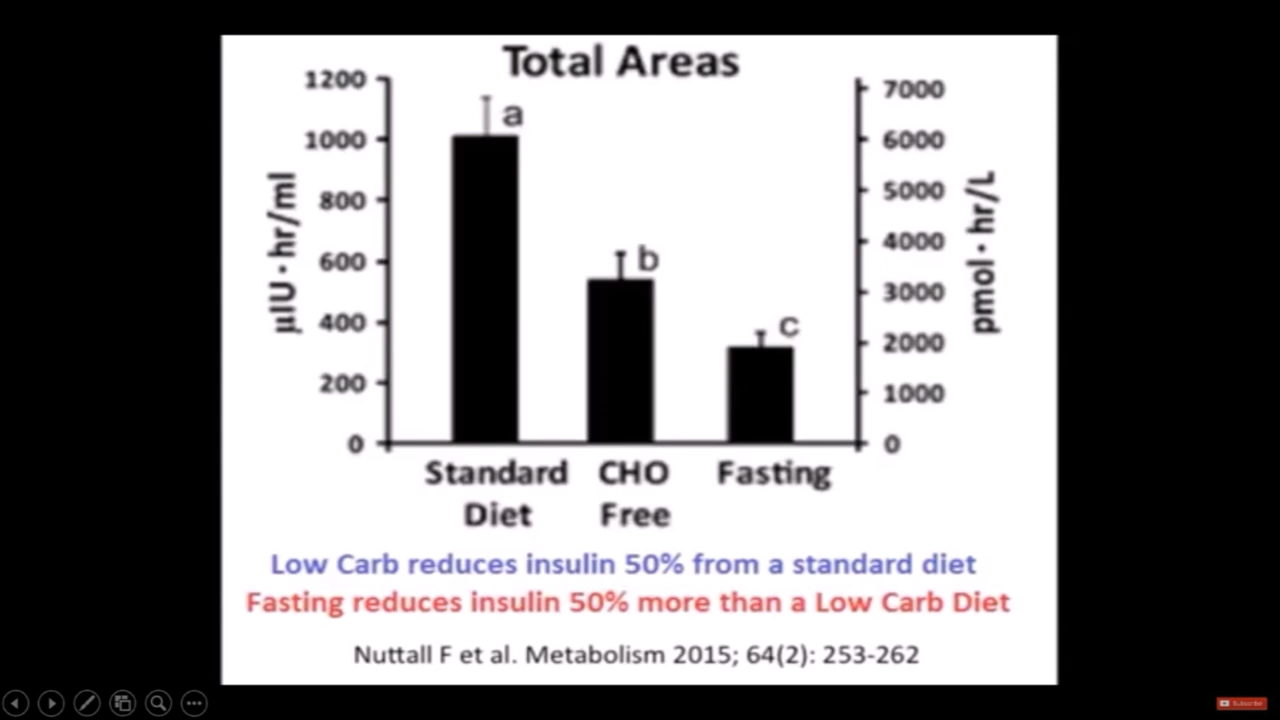 Total Areas
1200
1000
800
600
400
200
0
µIU · hr/ml
a
b
c
7000
6000
5000
4000
3000
2000
1000
0
pmol · hr/L
Standard Diet
CHO Free
Fasting
Low Carb reduces insulin 50% from a standard diet
Fasting reduces insulin 50% more than a Low Carb Diet
Nuttall F et al. Metabolism 2015; 64(2): 253-262
Subscribe